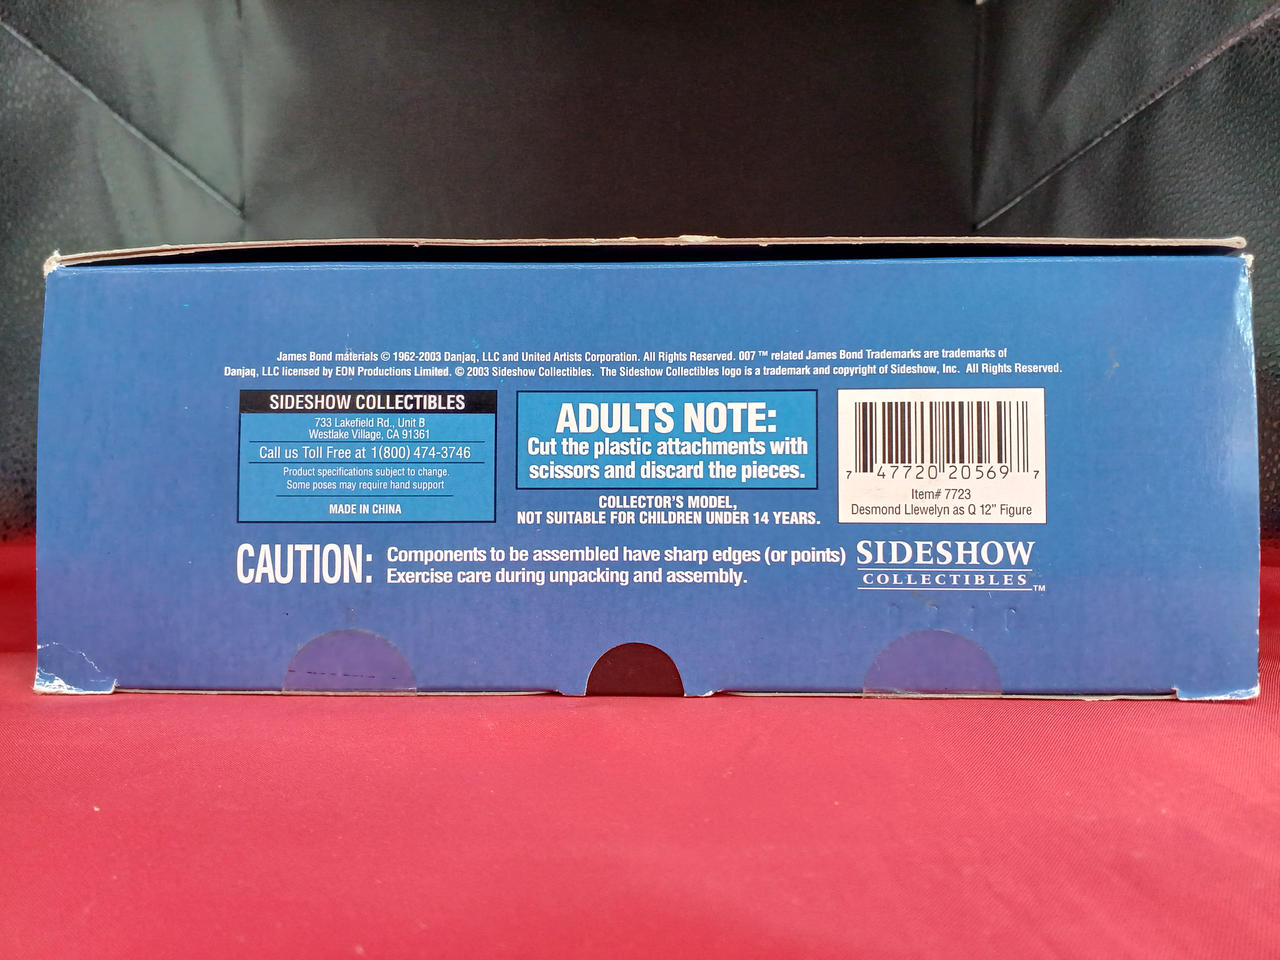 James Bond materials © 1962-2003 Danjaq, LLC and United Artists Corporation. All Rights Reserved. 007 ™ related James Bond Trademarks are trademarks of
Danjaq, LLC licensed by EON Productions Limited. © 2003 Sideshow Collectibles. The Sideshow Collectibles logo is a trademark and copyright of Sideshow, Inc. All Rights Reserved.
SIDESHOW COLLECTIBLES
733 Lakefield Rd., Unit B
Westlake Village, CA 91361
Call us Toll Free at 1(800) 474-3746
Product specifications subject to change.
Some poses may require hand support
MADE IN CHINA
ADULTS NOTE:
Cut the plastic attachments with
scissors and discard the pieces.
COLLECTOR'S MODEL,
NOT SUITABLE FOR CHILDREN UNDER 14 YEARS.
7 47720 20569 7
Item# 7723
Desmond Llewelyn as Q 12" Figure
CAUTION:
Components to be assembled have sharp edges (or points)
Exercise care during unpacking and assembly.
SIDESHOW
COLLECTIBLES™